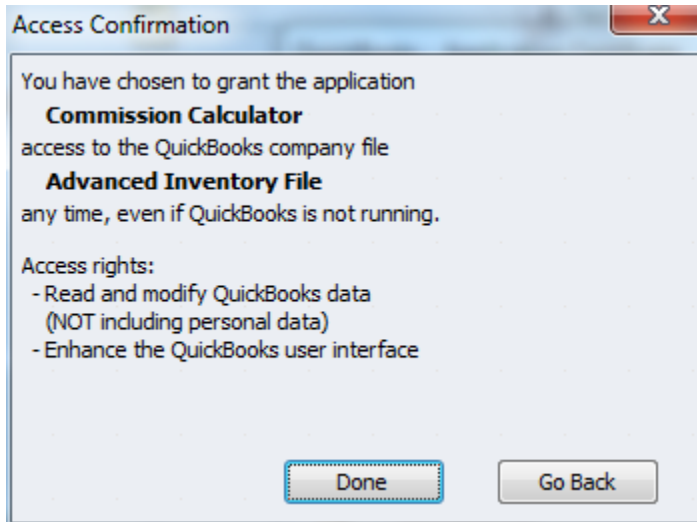 Access Confirmation
You have chosen to grant the application
Commission Calculator
access to the QuickBooks company file
Advanced Inventory File
any time, even if QuickBooks is not running.
Access rights:
- Read and modify QuickBooks data
(NOT including personal data)
- Enhance the QuickBooks user interface
Done
Go Back